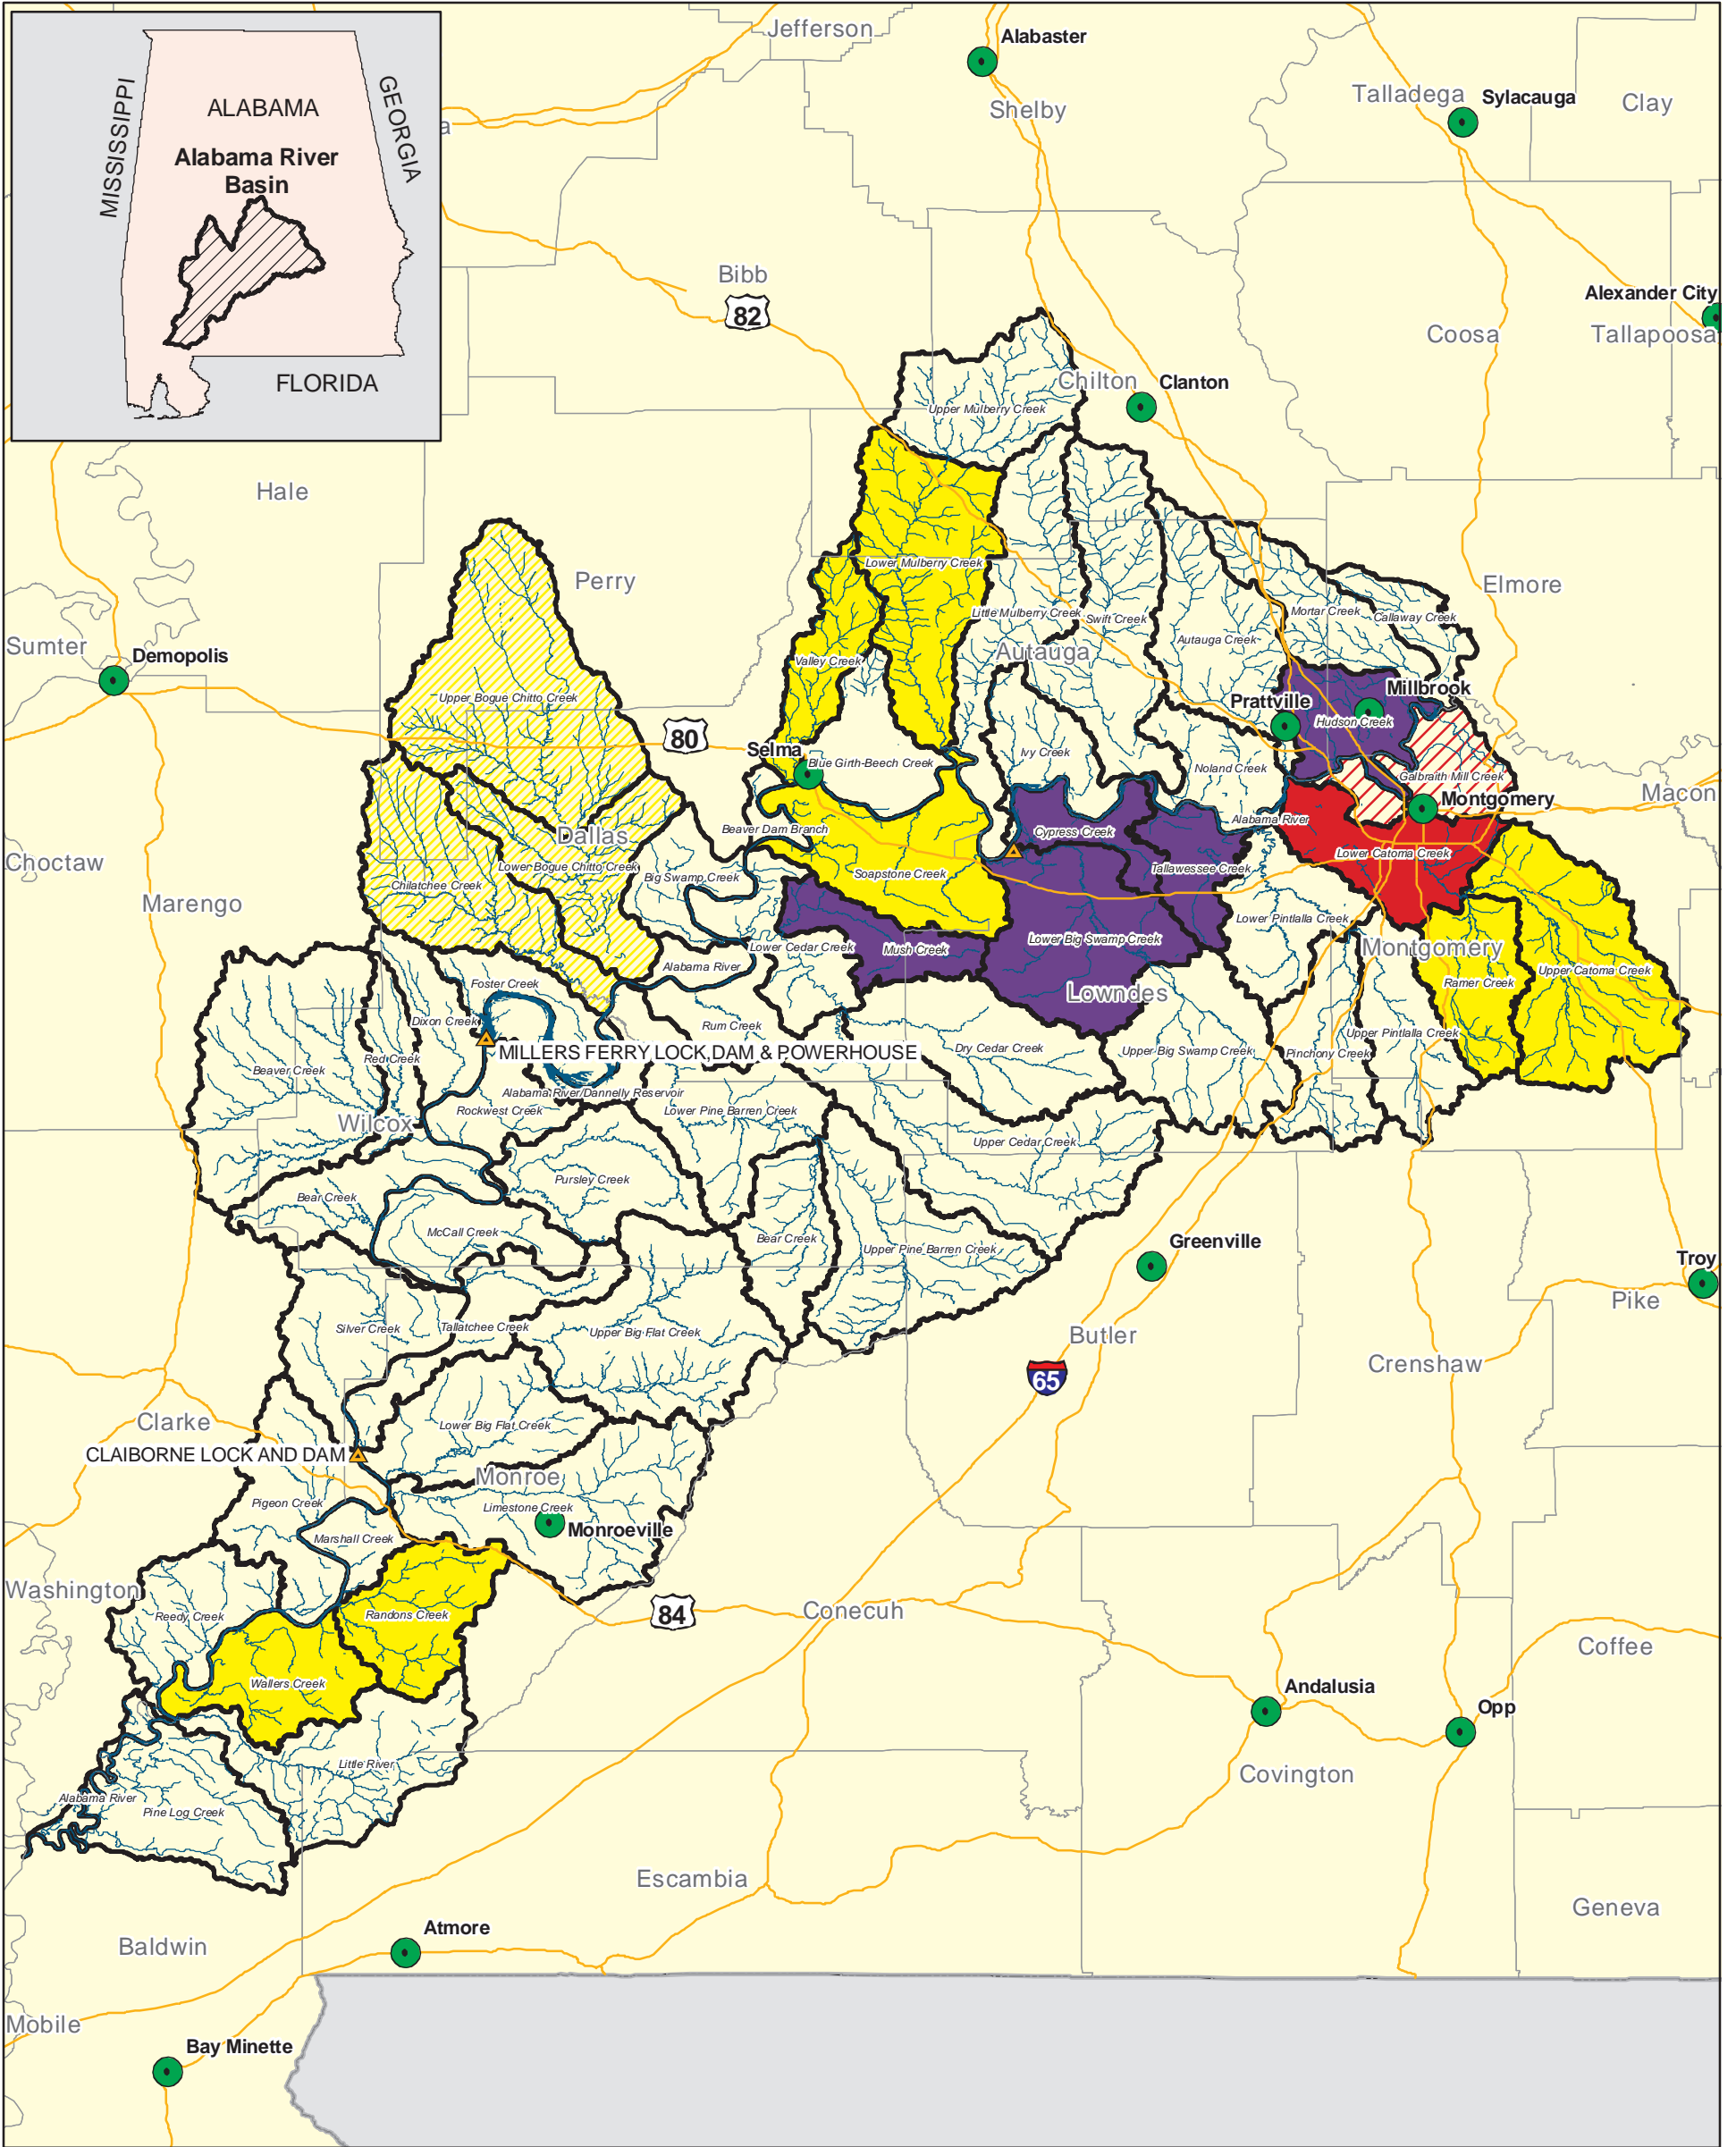 MISSISSIPPI
ALABAMA
GEORGIA
Alabama River
Basin
FLORIDA
Jefferson
Alabaster
Shelby
Talladega
Sylacauga
Clay
a
Bibb
82
Alexander City
Coosa
Tallapoosa
Chilton
Clanton
Upper Mulberry Creek
Hale
Perry
Lower Mulberry Creek
Elmore
Little Mulberry Creek
Swift Creek
Mortar Creek
Callaway Creek
Autauga Creek
Sumter
Demopolis
Valley Creek
Autauga
Upper Bogue Chitto Creek
Prattville
Millbrook
Hudson Creek
80
Selma
Blue Girth-Beech Creek
Ivy Creek
Noland Creek
Galbraith Mill Creek
Macon
Montgomery
Alabama River
Beaver Dam Branch
Cypress Creek
Dallas
Lower Catoma Creek
Choctaw
Chilatchee Creek
Lower Bogue Chitto Creek
Big Swamp Creek
Soapstone Creek
Tallawessee Creek
Marengo
Lower Pintlalla Creek
Lower Cedar Creek
Mush Creek
Lower Big Swamp Creek
Montgomery
Alabama River
Upper Catoma Creek
Ramer Creek
Foster Creek
Lowndes
Dixon Creek
Rum Creek
Upper Pintlalla Creek
MILLERS FERRY LOCK,DAM & POWERHOUSE
Dry Cedar Creek
Upper Big Swamp Creek
Pinchony Creek
Red Creek
Beaver Creek
Alabama River/Dannelly Reservoir
Rockwest Creek
Lower Pine Barren Creek
Wilcox
Upper Cedar Creek
Pursley Creek
Bear Creek
McCall Creek
Bear Creek
Upper Pine Barren Creek
Greenville
Troy
Pike
Silver Creek
Tallatchee Creek
Upper Big Flat Creek
Butler
65
Crenshaw
Clarke
Lower Big Flat Creek
CLAIBORNE LOCK AND DAM
Monroe
Pigeon Creek
Limestone Creek
Monroeville
Marshall Creek
Washington
Reedy Creek
Randons Creek
84
Conecuh
Coffee
Wallers Creek
Andalusia
Opp
Little River
Covington
Alabama River
Pine Log Creek
Escambia
Geneva
Atmore
Baldwin
Mobile
Bay Minette